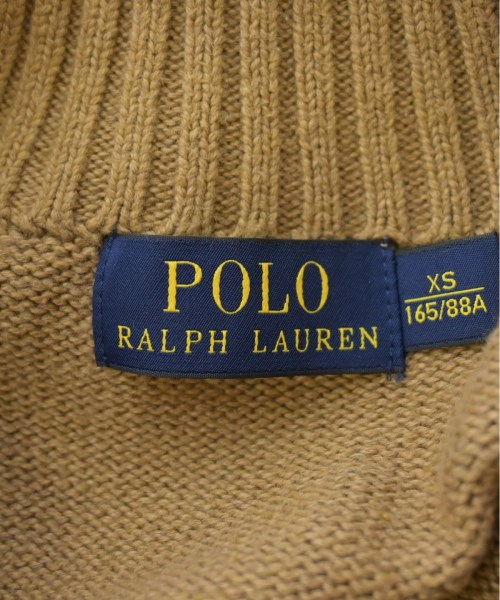 POLO
RALPH LAUREN
XS
165/88A